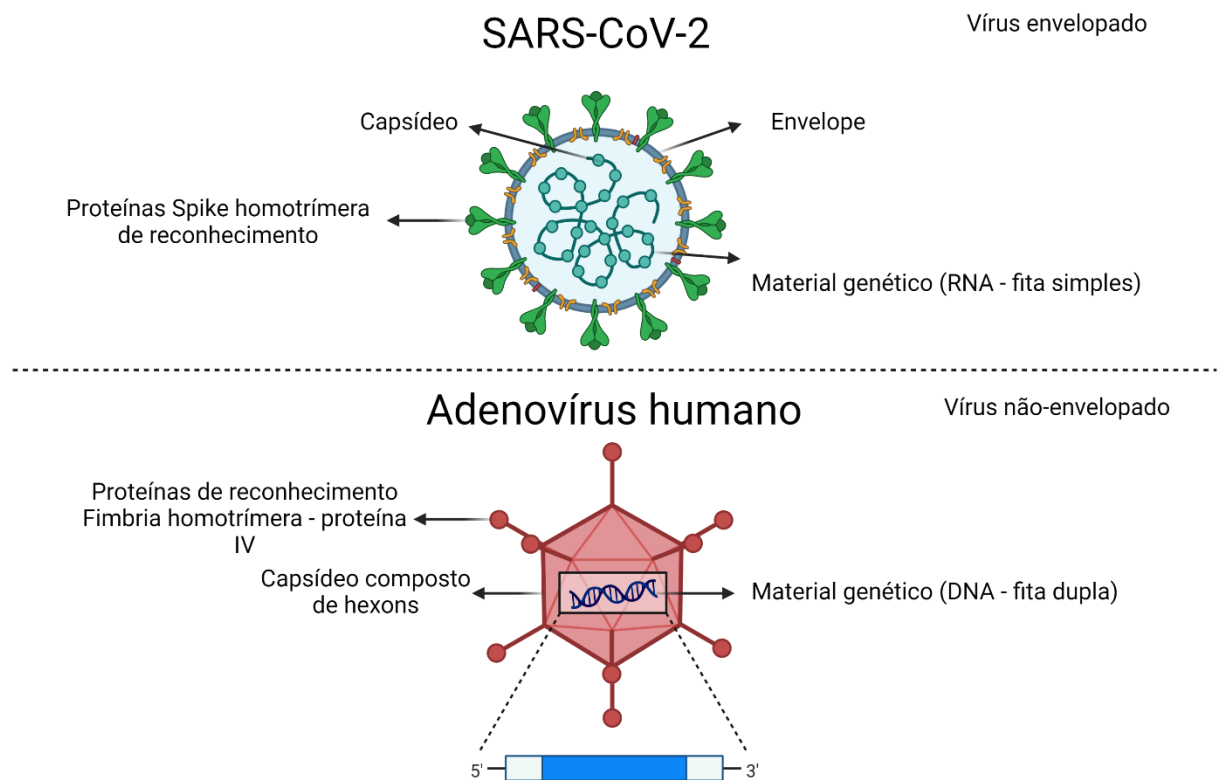 SARS-CoV-2
Vírus envelopado
Capsídeo
Envelope
Proteínas Spike homotrímera
de reconhecimento
Material genético (RNA - fita simples)
Adenovírus humano
Vírus não-envelopado
Proteínas de reconhecimento
Fimbria homotrímera - proteína
IV
Capsídeo composto
de hexons
Material genético (DNA - fita dupla)
5'
3'